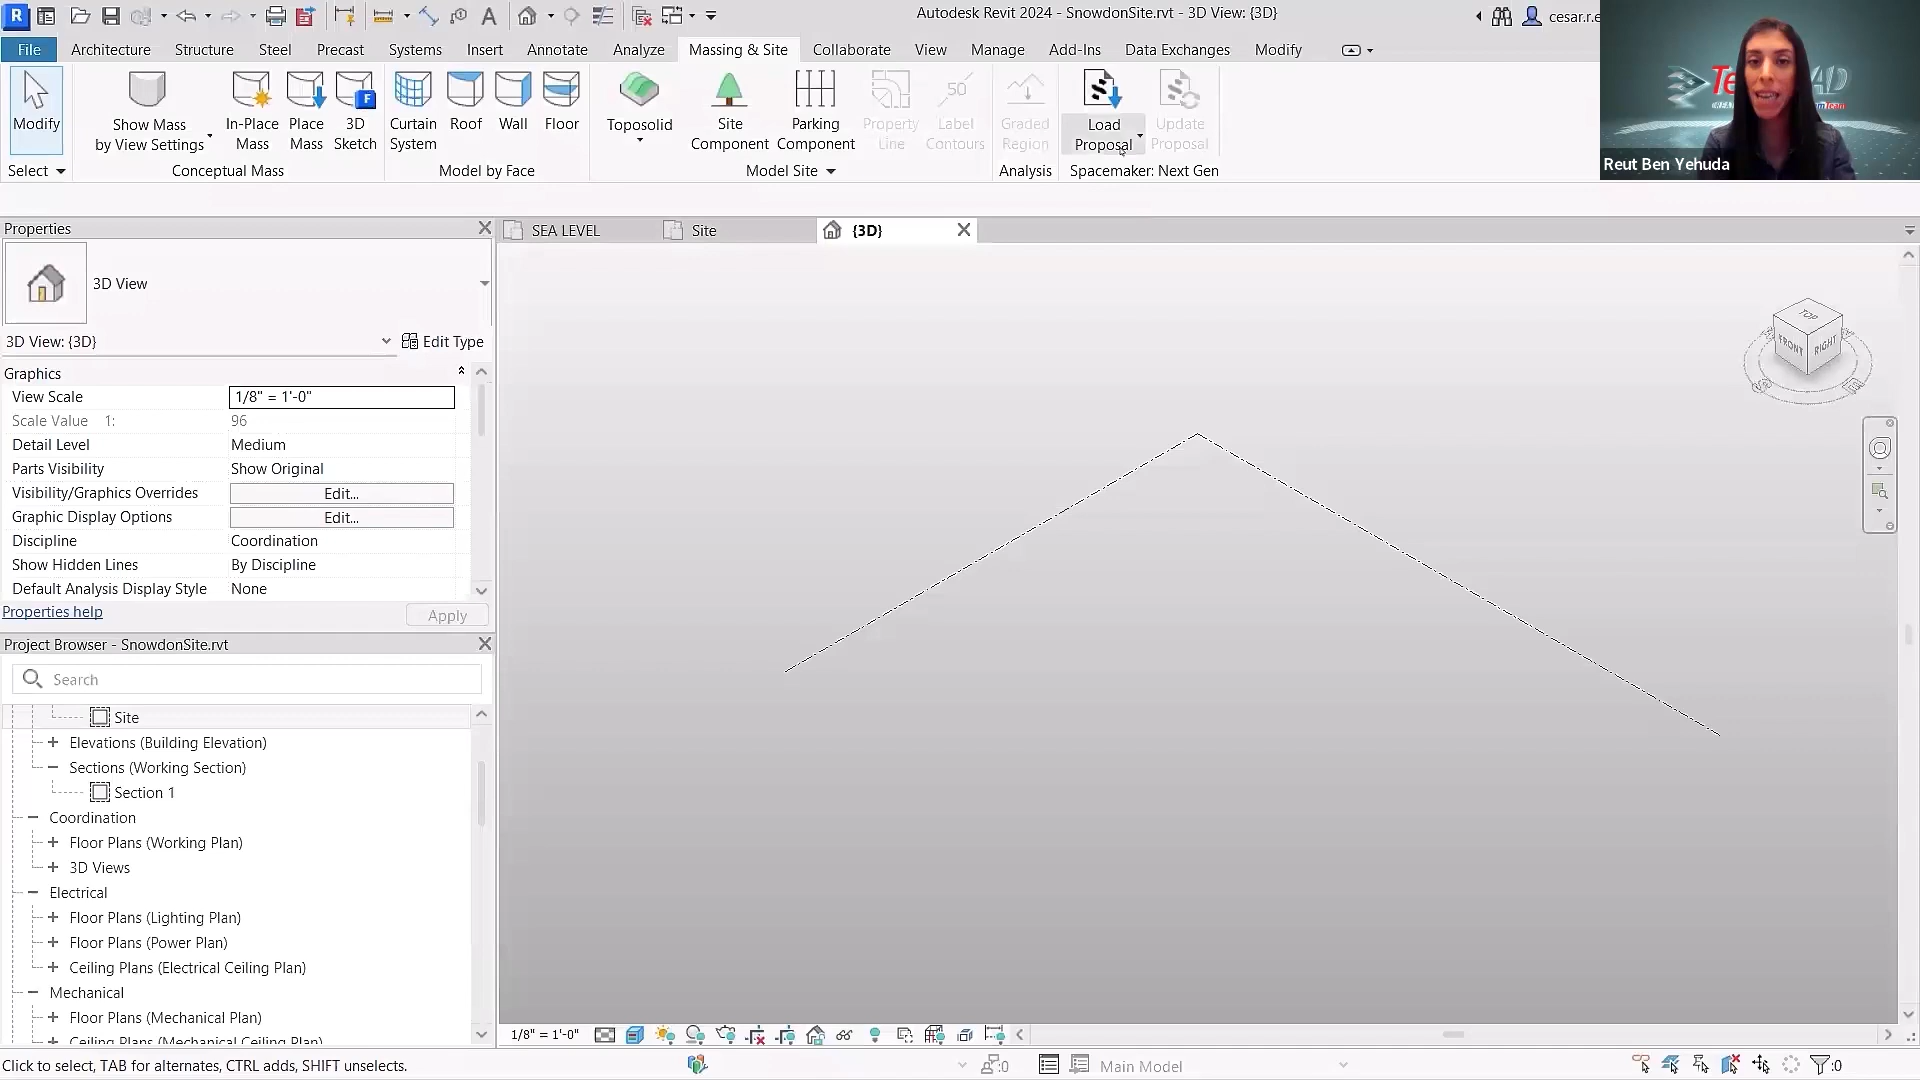 Autodesk Revit 2024 - SnowdonSite.rvt - 3D View: {3D}
cesar.r.e
File Architecture Structure Steel Precast Systems Insert Annotate Analyze Massing & Site Collaborate View Manage Add-Ins Data Exchanges Modify
Modify
Show Mass
by View Settings
In-Place
Mass
Place
Mass
3D
Sketch
Curtain
System
Roof
Wall
Floor
Toposolid
Site
Component
Parking
Component
Property
Line
50
Label
Contours
Graded
Region
Load
Proposal
Update
Proposal
Select
Conceptual Mass
Model by Face
Model Site
Analysis
Spacemaker: Next Gen
Reut Ben Yehuda
Properties
SEA LEVEL
Site
{3D}
3D View
3D View: {3D}
Edit Type
Graphics
View Scale 1/8" = 1'-0"
Scale Value 1: 96
Detail Level Medium
Parts Visibility Show Original
Visibility/Graphics Overrides Edit...
Graphic Display Options Edit...
Discipline Coordination
Show Hidden Lines By Discipline
Default Analysis Display Style None
Properties help
Apply
TOP
FRONT
RIGHT
Project Browser - SnowdonSite.rvt
Search
Site
Elevations (Building Elevation)
Sections (Working Section)
Section 1
Coordination
Floor Plans (Working Plan)
3D Views
Electrical
Floor Plans (Lighting Plan)
Floor Plans (Power Plan)
Ceiling Plans (Electrical Ceiling Plan)
Mechanical
Floor Plans (Mechanical Plan)
Ceiling Plans (Mechanical Ceiling Plan)
1/8" = 1'-0"
Click to select, TAB for alternates, CTRL adds, SHIFT unselects.
:0
Main Model
:0